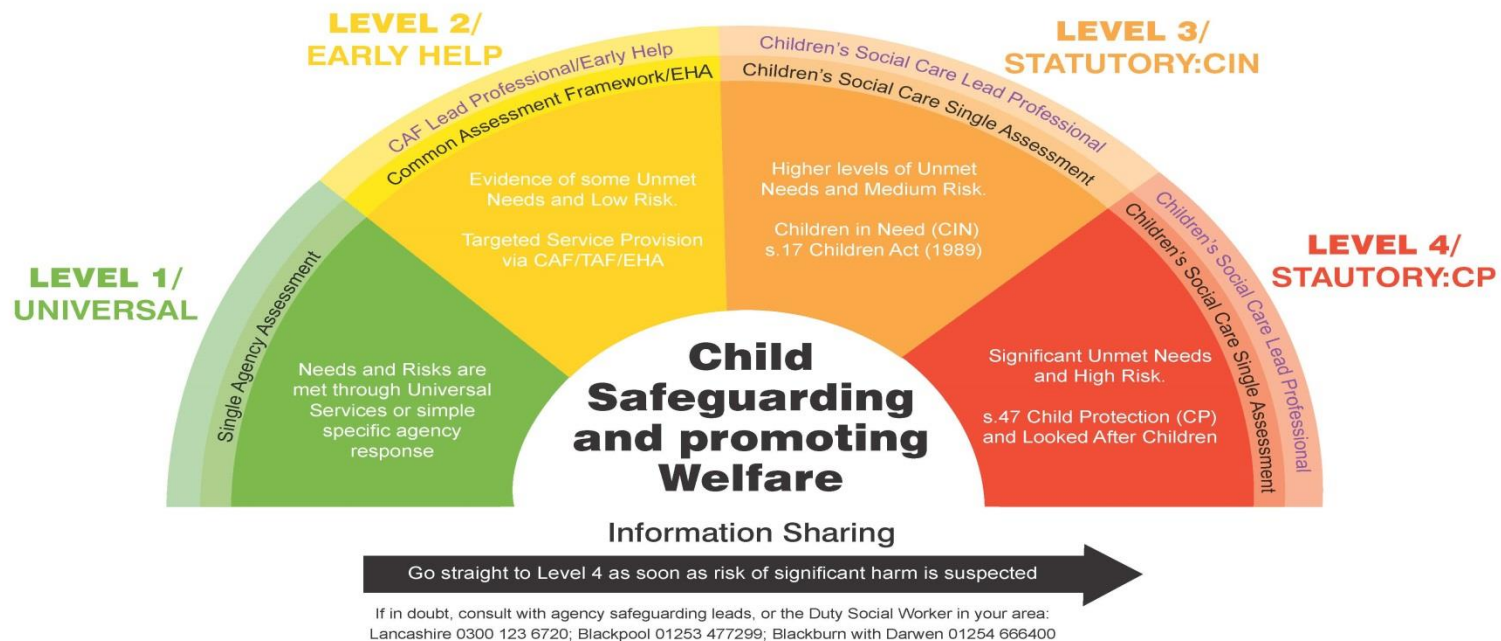 LEVEL 1/
UNIVERSAL
Single Agency Assessment
Needs and Risks are
met through Universal
Services or simple
specific agency
response
LEVEL 2/
EARLY HELP
CAF Lead Professional/Early Help
Common Assessment Framework/EHA
Evidence of some Unmet
Needs and Low Risk.
Targeted Service Provision
via CAF/TAF/EHA
LEVEL 3/
STATUTORY:CIN
Children's Social Care Lead Professional
Children's Social Care Single Assessment
Higher levels of Unmet
Needs and Medium Risk.
Children in Need (CIN)
s.17 Children Act (1989)
LEVEL 4/
STAUTORY:CP
Children's Social Care Lead Professional
Children's Social Care Single Assessment
Significant Unmet Needs
and High Risk.
s.47 Child Protection (CP)
and Looked After Children
Child
Safeguarding
and promoting
Welfare
Information Sharing
Go straight to Level 4 as soon as risk of significant harm is suspected
If in doubt, consult with agency safeguarding leads, or the Duty Social Worker in your area:
Lancashire 0300 123 6720; Blackpool 01253 477299; Blackburn with Darwen 01254 666400